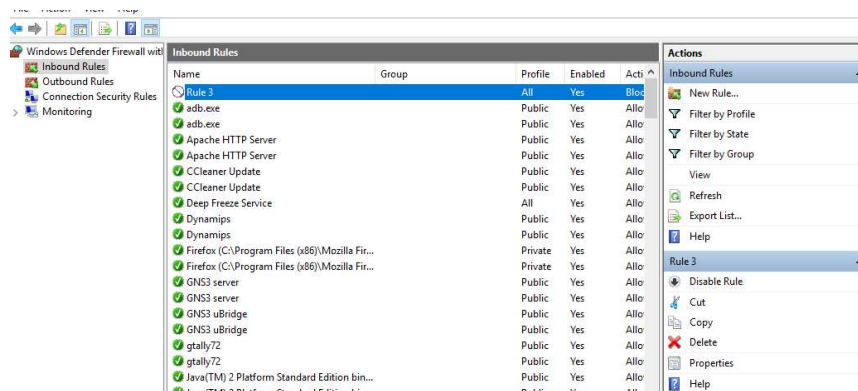 Windows Defender Firewall with
Inbound Rules
Outbound Rules
Connection Security Rules
Monitoring
Inbound Rules
Name Group Profile Enabled Acti
Rule 3 All Yes Bloc
adb.exe Public Yes Allo
adb.exe Public Yes Allo
Apache HTTP Server Public Yes Allo
Apache HTTP Server Public Yes Allo
CCleaner Update Public Yes Allo
CCleaner Update Public Yes Allo
Deep Freeze Service All Yes Allo
Dynamips Public Yes Allo
Dynamips Public Yes Allo
Firefox (C:\Program Files (x86)\Mozilla Fir... Private Yes Allo
Firefox (C:\Program Files (x86)\Mozilla Fir... Private Yes Allo
GNS3 server Public Yes Allo
GNS3 server Public Yes Allo
GNS3 uBridge Public Yes Allo
GNS3 uBridge Public Yes Allo
gtally72 Public Yes Allo
gtally72 Public Yes Allo
Java(TM) 2 Platform Standard Edition bin... Public Yes Allo
Actions
Inbound Rules
New Rule...
Filter by Profile
Filter by State
Filter by Group
View
Refresh
Export List...
Help
Rule 3
Disable Rule
Cut
Copy
Delete
Properties
Help